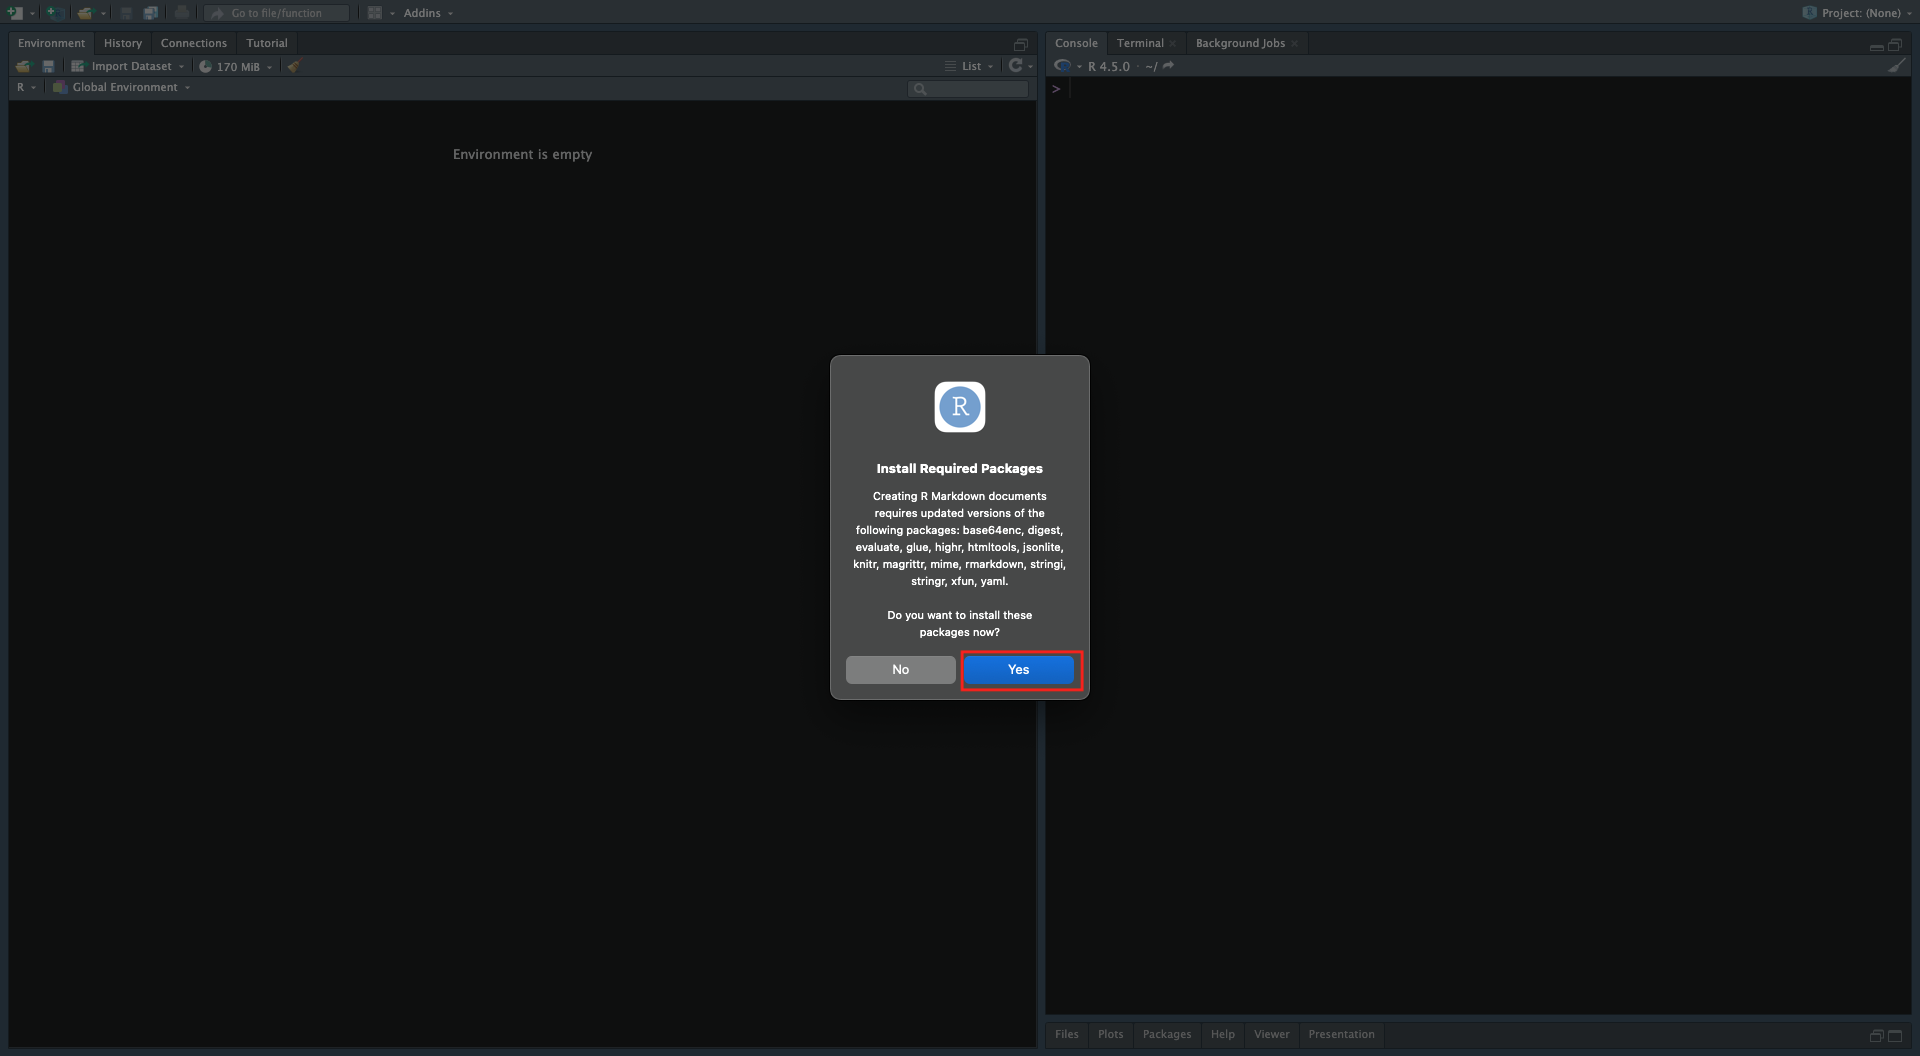 Go to file/function Addins Project: (None)
Environment History Connections Tutorial
Import Dataset 170 MiB List
R Global Environment
Environment is empty
Console Terminal Background Jobs
R 4.5.0 · ~/
>
R
Install Required Packages
Creating R Markdown documents
requires updated versions of the
following packages: base64enc, digest,
evaluate, glue, highr, htmltools, jsonlite,
knitr, magrittr, mime, rmarkdown, stringi,
stringr, xfun, yaml.
Do you want to install these
packages now?
No Yes
Files Plots Packages Help Viewer Presentation